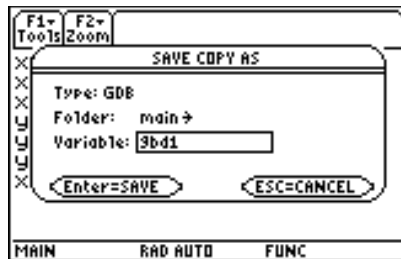 F1▾ F2▾
Tools Zoom
SAVE COPY AS
Type: GDB
Folder: main→
Variable: 9bd1
Enter=SAVE ESC=CANCEL
x
x
x
y
y
y
x
MAIN RAD AUTO FUNC